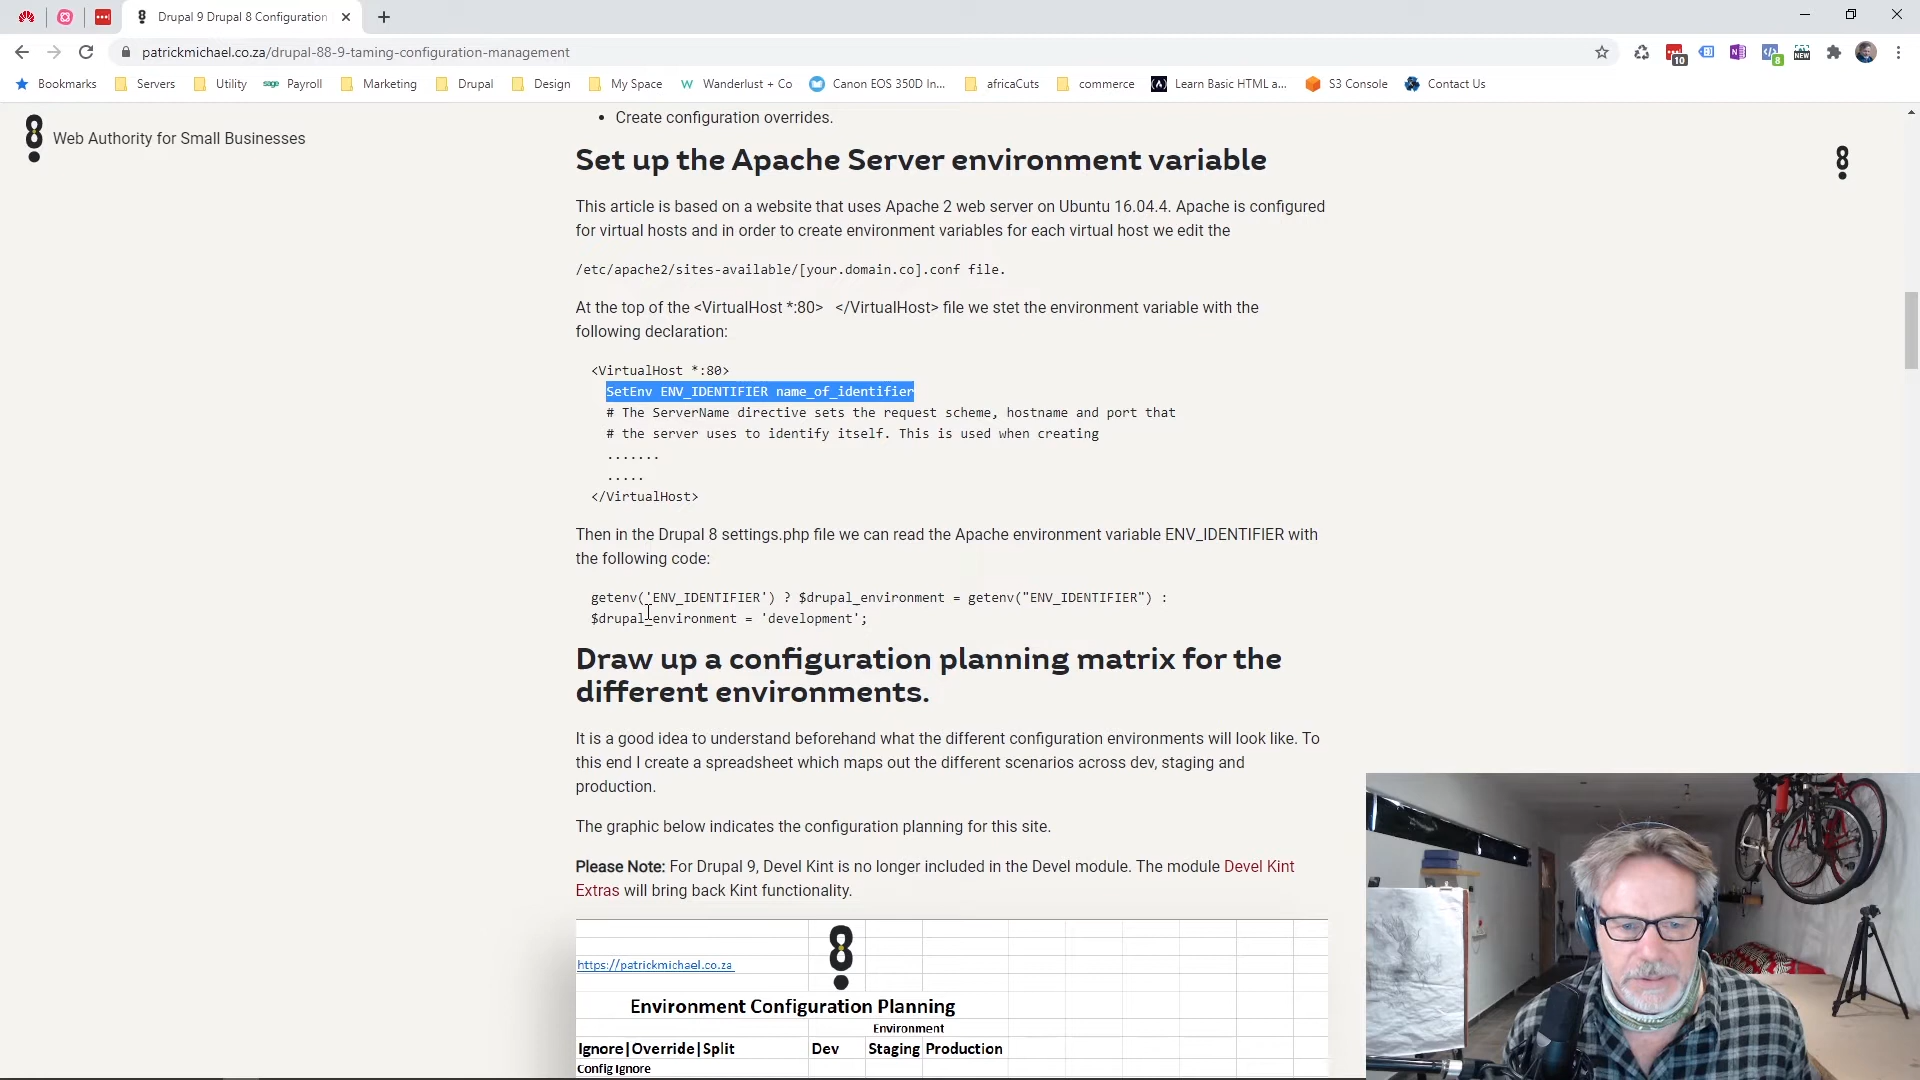 Drupal 9 Drupal 8 Configuration
patrickmichael.co.za/drupal-88-9-taming-configuration-management
10
8
NEW
Bookmarks Servers Utility sage Payroll Marketing Drupal Design My Space W Wanderlust + Co Canon EOS 350D In... africaCuts commerce Learn Basic HTML a... S3 Console Contact Us
Web Authority for Small Businesses
• Create configuration overrides.
Set up the Apache Server environment variable
This article is based on a website that uses Apache 2 web server on Ubuntu 16.04.4. Apache is configured
for virtual hosts and in order to create environment variables for each virtual host we edit the
/etc/apache2/sites-available/[your.domain.co].conf file.
At the top of the <VirtualHost *:80> </VirtualHost> file we stet the environment variable with the
following declaration:
<VirtualHost *:80>
SetEnv ENV_IDENTIFIER name_of_identifier
# The ServerName directive sets the request scheme, hostname and port that
# the server uses to identify itself. This is used when creating
.......
.....
</VirtualHost>
Then in the Drupal 8 settings.php file we can read the Apache environment variable ENV_IDENTIFIER with
the following code:
getenv('ENV_IDENTIFIER') ? $drupal_environment = getenv("ENV_IDENTIFIER") :
$drupal_environment = 'development';
Draw up a configuration planning matrix for the
different environments.
It is a good idea to understand beforehand what the different configuration environments will look like. To
this end I create a spreadsheet which maps out the different scenarios across dev, staging and
production.
The graphic below indicates the configuration planning for this site.
Please Note: For Drupal 9, Devel Kint is no longer included in the Devel module. The module Devel Kint
Extras will bring back Kint functionality.
https://patrickmichael.co.za
Environment Configuration Planning
Environment
Ignore|Override|Split Dev Staging Production
Config Ignore